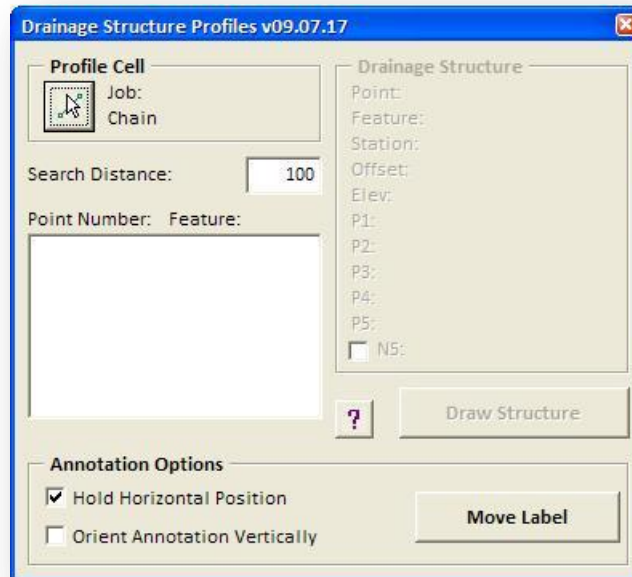 Drainage Structure Profiles v09.07.17
Profile Cell
Job:
Chain
Search Distance: 100
Point Number: Feature:
Drainage Structure
Point:
Feature:
Station:
Offset:
Elev:
P1:
P2:
P3:
P4:
P5:
N5:
?
Draw Structure
Annotation Options
Hold Horizontal Position
Orient Annotation Vertically
Move Label